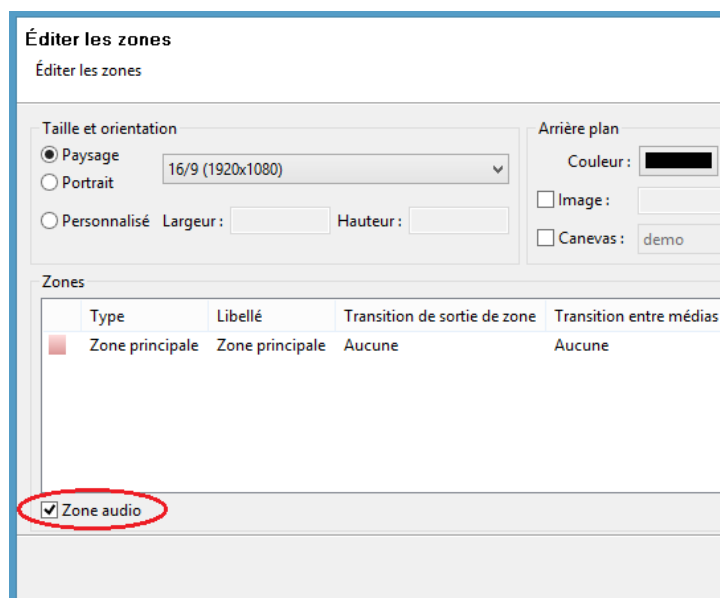 Éditer les zones
Éditer les zones
Taille et orientation
Paysage
16/9 (1920x1080)
Portrait
Personnalisé Largeur : Hauteur :
Arrière plan
Couleur :
Image :
Canevas : demo
Zones
Type Libellé Transition de sortie de zone Transition entre médias
Zone principale Zone principale Aucune Aucune
Zone audio